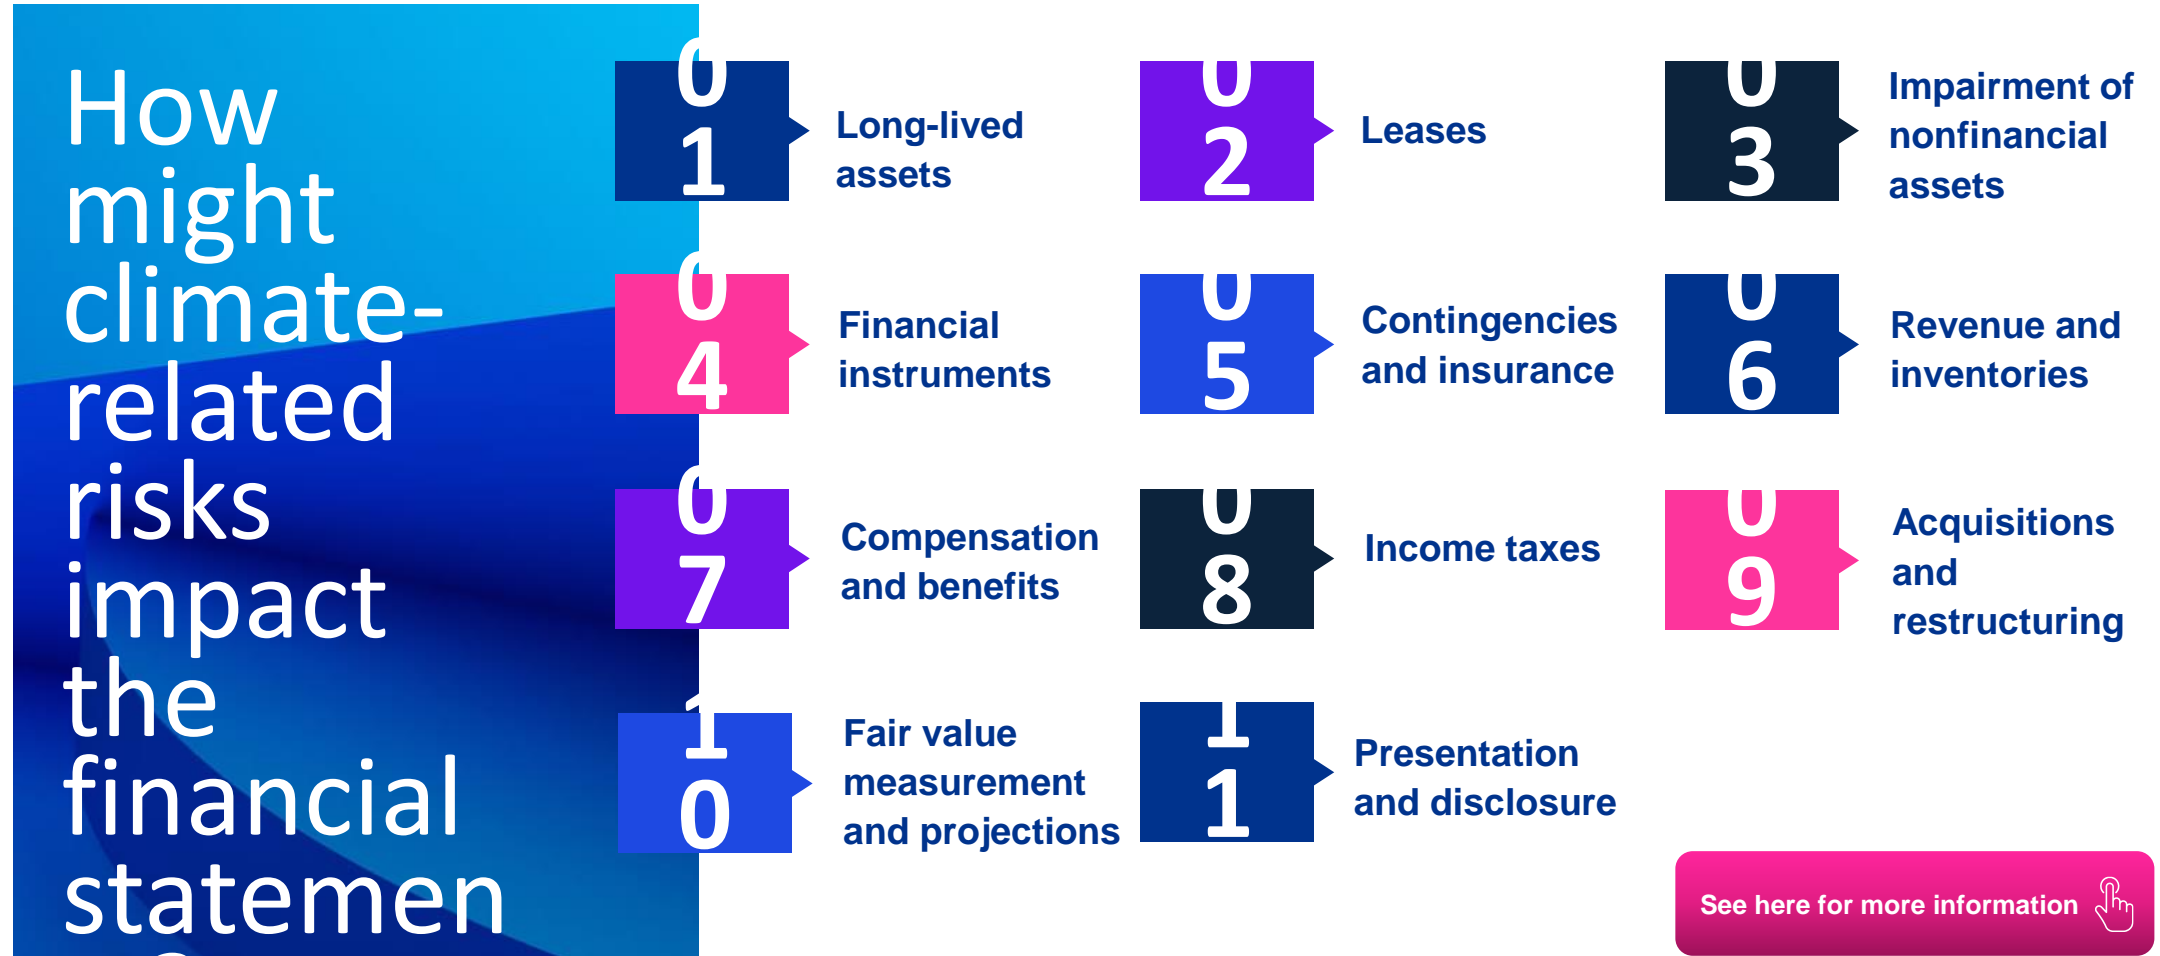 How
might
climate-
related
risks
impact
the
financial
statemen
01
Long-lived
assets
02
Leases
03
Impairment of
nonfinancial
assets
04
Financial
instruments
05
Contingencies
and insurance
06
Revenue and
inventories
07
Compensation
and benefits
08
Income taxes
09
Acquisitions
and
restructuring
10
Fair value
measurement
and projections
11
Presentation
and disclosure
See here for more information